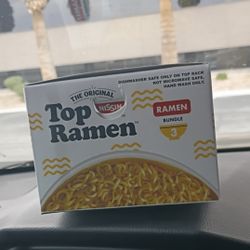 DISHWASHER SAFE ONLY ON TOP RACK
NOT MICROWAVE SAFE.
HAND WASH ONLY.
THE ORIGINAL
NISSIN
Top
Ramen
RAMEN
BUNDLE
3